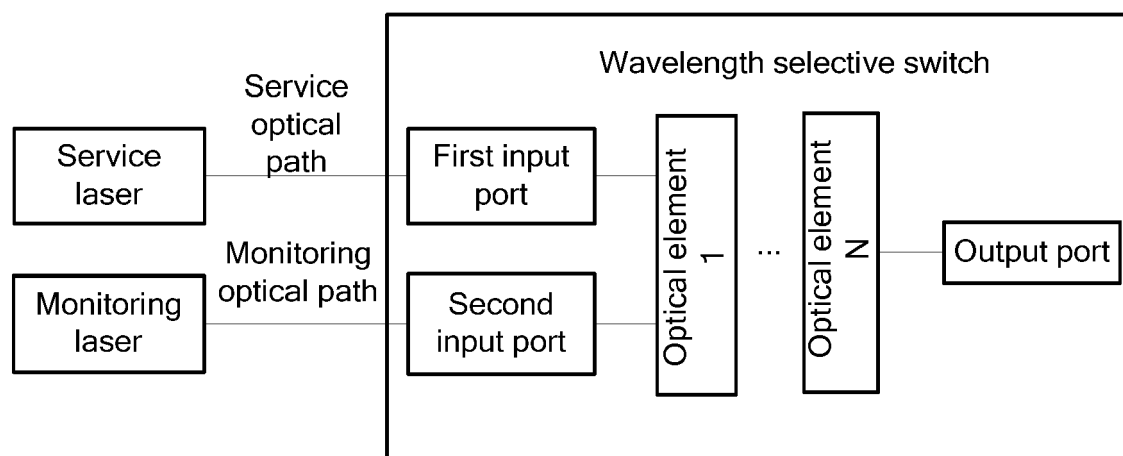 Wavelength selective switch
Service
optical
path
Service
laser
First input
port
Optical element
1
...
Optical element
N
Output port
Monitoring
optical path
Monitoring
laser
Second
input port